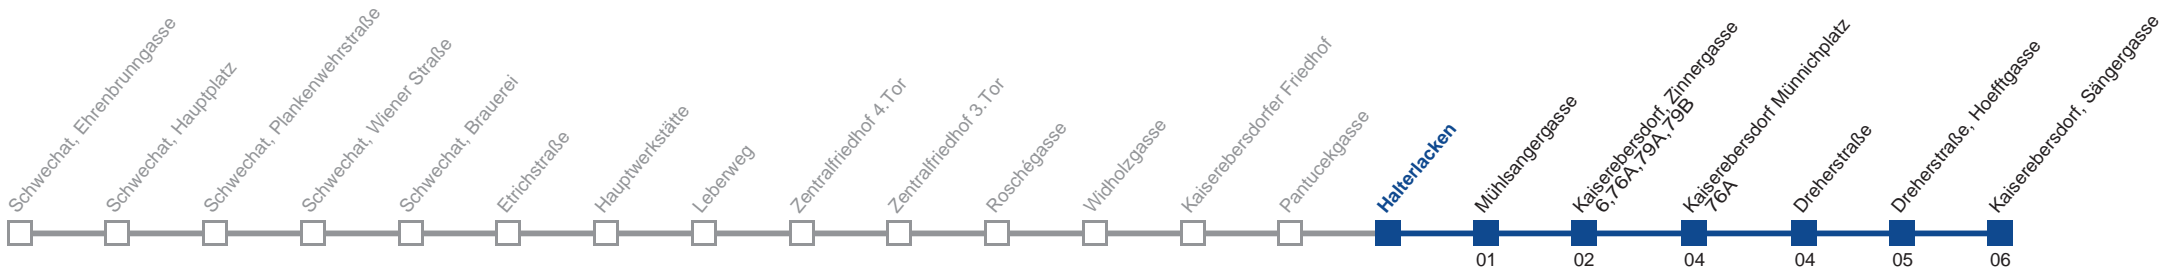 Schwechat, Ehrenbrunngasse
Schwechat, Hauptplatz
Schwechat, Plankenwehrstraße
Schwechat, Wiener Straße
Schwechat, Brauerei
Etrichstraße
Hauptwerkstätte
Leberweg
Zentralfriedhof 4.Tor
Zentralfriedhof 3.Tor
Roschégasse
Widholzgasse
Kaiserebersdorfer Friedhof
Pantucekgasse
Halterlacken
Mühlsangergasse
Kaiserebersdorf, Zinnergasse
6,76A,79A,79B
Kaiserebersdorf Münnichplatz
76A
Dreherstraße
Dreherstraße, Hoefftgasse
Kaiserebersdorf, Sängergasse
01
02
04
04
05
06